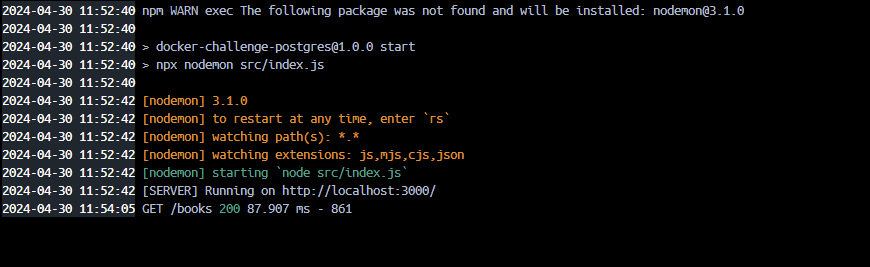 2024-04-30 11:52:40 npm WARN exec The following package was not found and will be installed: nodemon@3.1.0
2024-04-30 11:52:40
2024-04-30 11:52:40 > docker-challenge-postgres@1.0.0 start
2024-04-30 11:52:40 > npx nodemon src/index.js
2024-04-30 11:52:40
2024-04-30 11:52:42 [nodemon] 3.1.0
2024-04-30 11:52:42 [nodemon] to restart at any time, enter `rs`
2024-04-30 11:52:42 [nodemon] watching path(s): *.*
2024-04-30 11:52:42 [nodemon] watching extensions: js,mjs,cjs,json
2024-04-30 11:52:42 [nodemon] starting `node src/index.js`
2024-04-30 11:52:42 [SERVER] Running on http://localhost:3000/
2024-04-30 11:54:05 GET /books 200 87.907 ms - 861